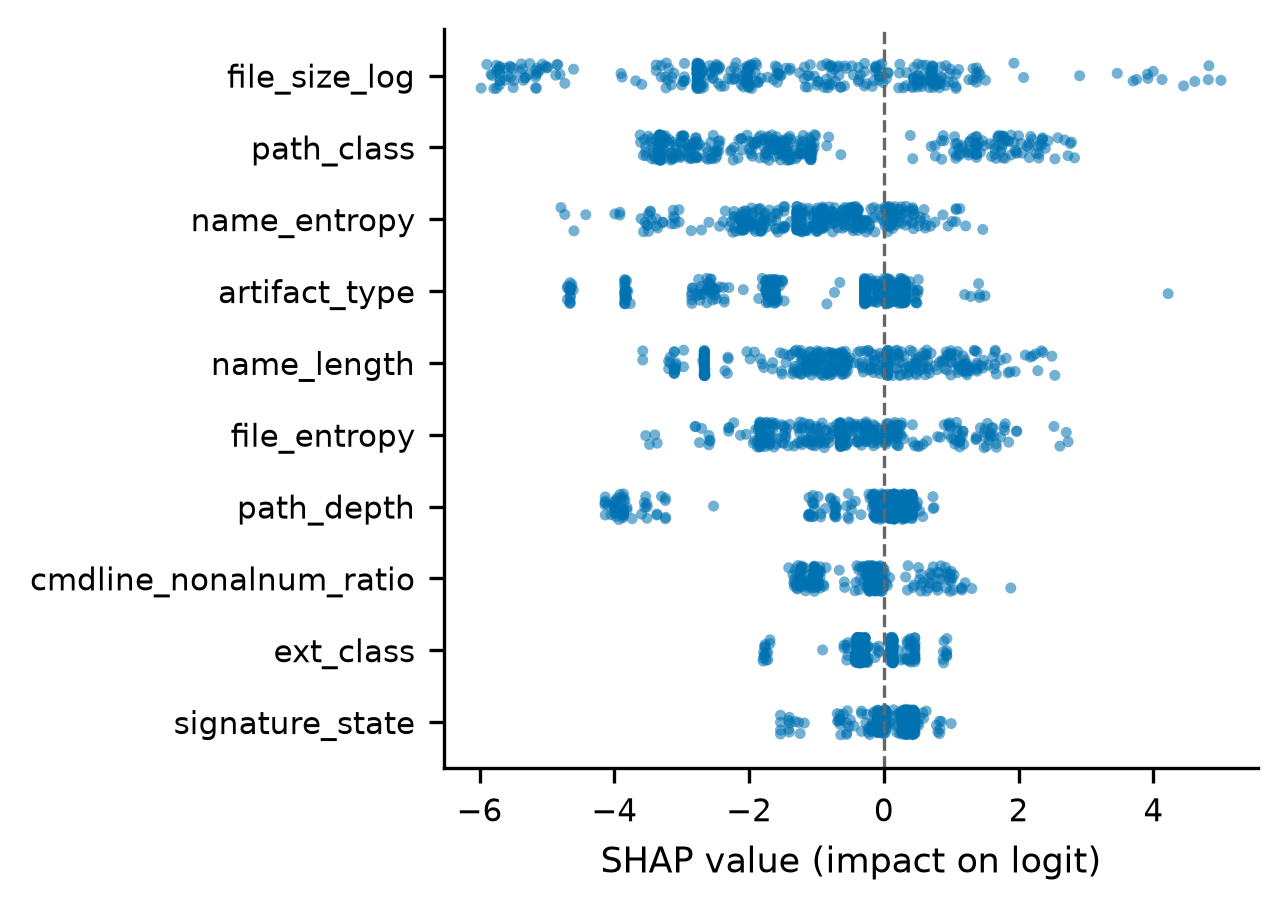 file_size_log
path_class
name_entropy
artifact_type
name_length
file_entropy
path_depth
cmdline_nonalnum_ratio
ext_class
signature_state
−6 −4 −2 0 2 4
SHAP value (impact on logit)